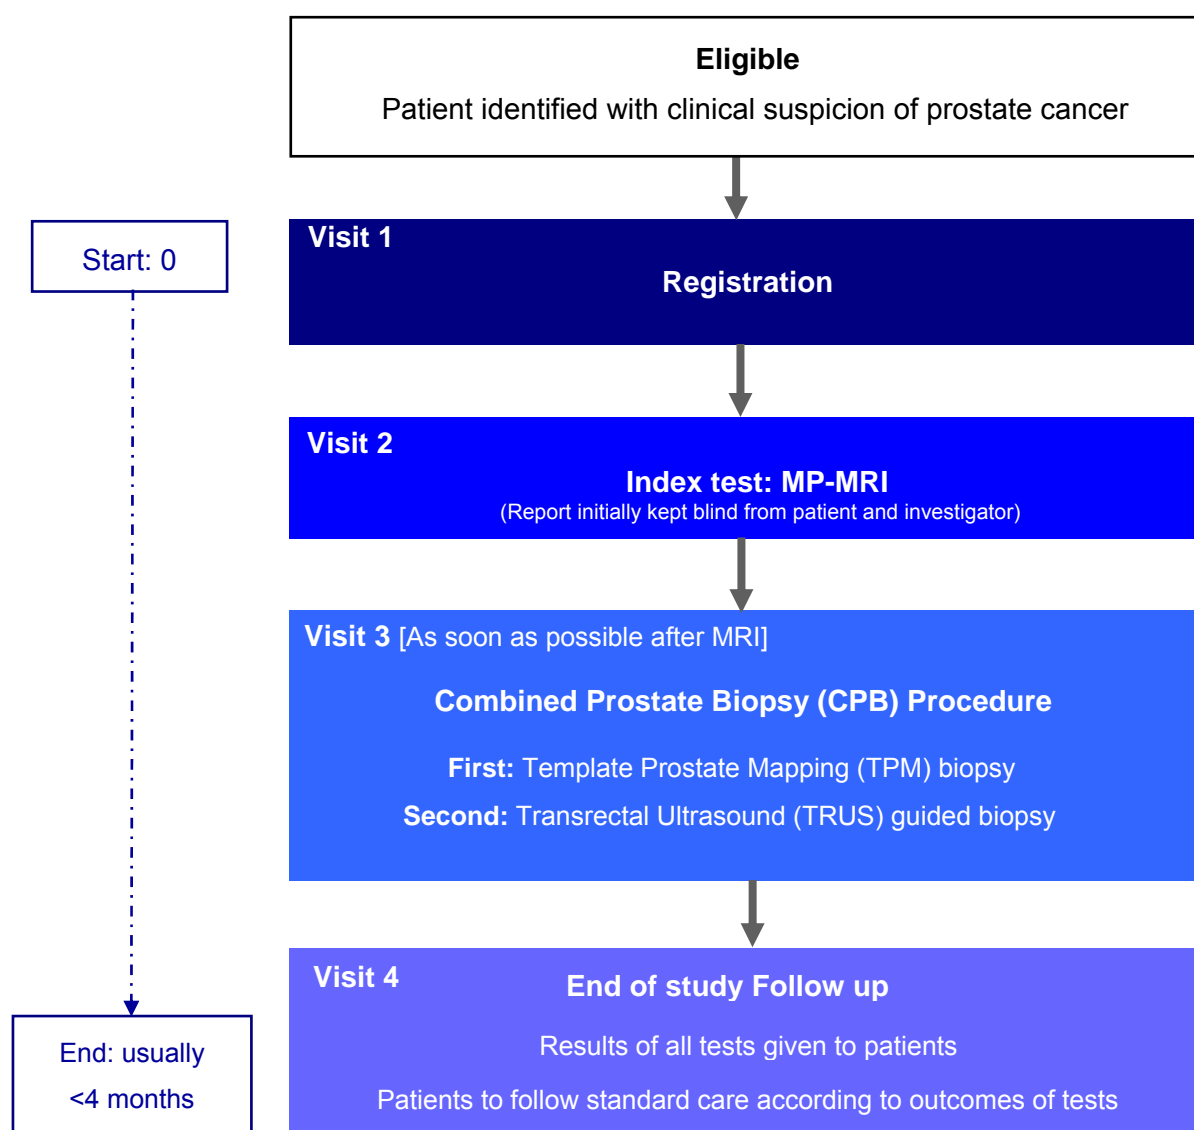 Eligible
Patient identified with clinical suspicion of prostate cancer
Start: 0
Visit 1
Registration
Visit 2
Index test: MP-MRI
(Report initially kept blind from patient and investigator)
Visit 3 [As soon as possible after MRI]
Combined Prostate Biopsy (CPB) Procedure
First: Template Prostate Mapping (TPM) biopsy
Second: Transrectal Ultrasound (TRUS) guided biopsy
Visit 4
End of study Follow up
Results of all tests given to patients
Patients to follow standard care according to outcomes of tests
End: usually
<4 months